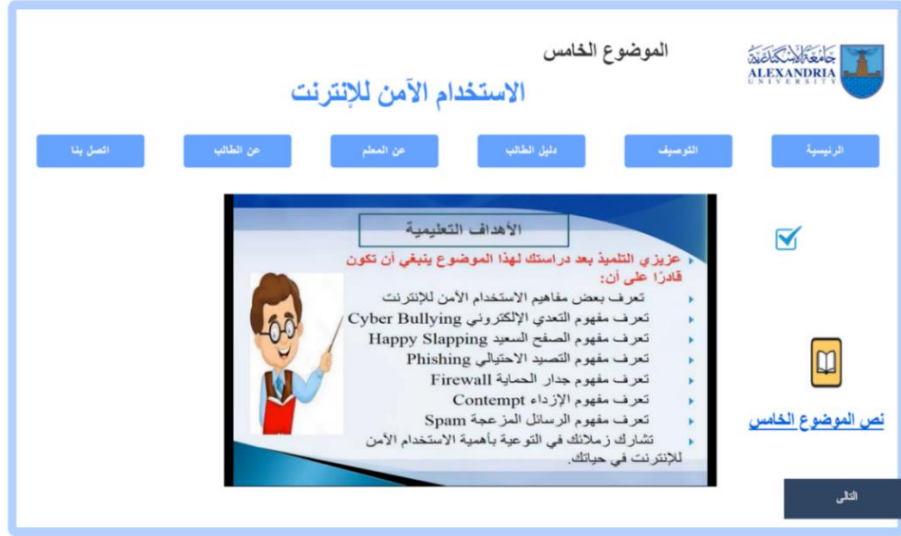 الموضوع الخامس
الاستخدام الآمن للإنترنت
جامعة الإسكندرية
ALEXANDRIA
UNIVERSITY
الرئيسية
التوصيف
دليل الطالب
عن المعلم
عن الطالب
اتصل بنا
الأهداف التعليمية
عزيزي التلميذ بعد دراستك لهذا الموضوع ينبغي أن تكون
قادرًا على أن:
تعرف بعض مفاهيم الاستخدام الآمن للإنترنت
تعرف مفهوم التعدي الإلكتروني Cyber Bullying
تعرف مفهوم الصفح السعيد Happy Slapping
تعرف مفهوم التصيد الاحتيالي Phishing
تعرف مفهوم جدار الحماية Firewall
تعرف مفهوم الإزداء Contempt
تعرف مفهوم الرسائل المزعجة Spam
تشارك زملائك في التوعية بأهمية الاستخدام الآمن
للإنترنت في حياتك.
نص الموضوع الخامس
التالى